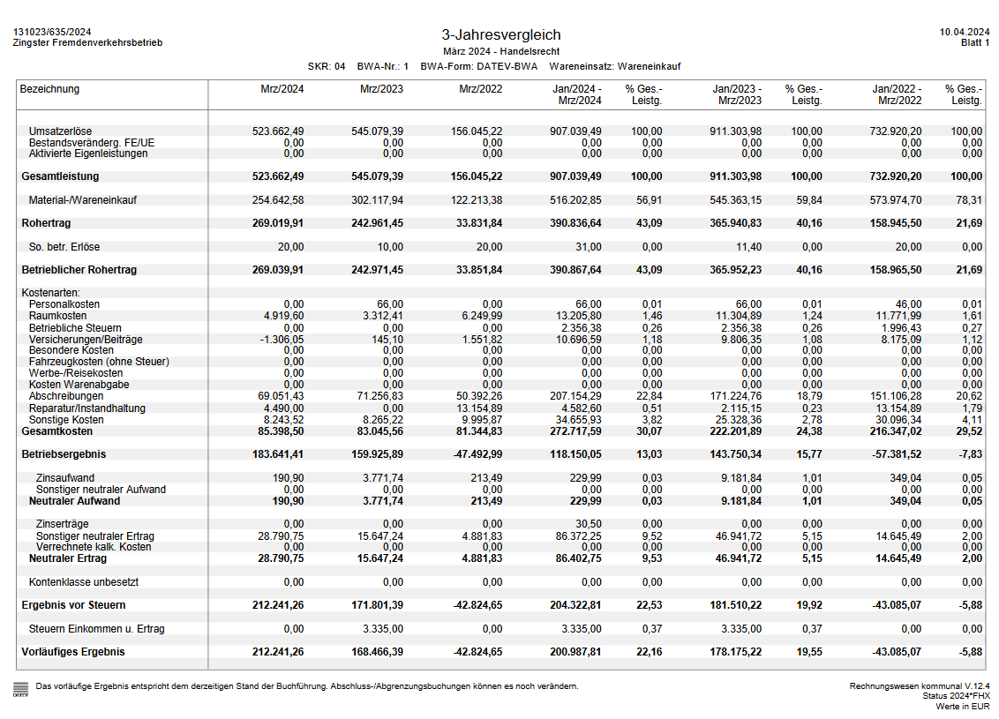 131023/635/2024
Zingster Fremdenverkehrsbetrieb
3-Jahresvergleich
März 2024 - Handelsrecht
SKR: 04 BWA-Nr.: 1 BWA-Form: DATEV-BWA Wareneinsatz: Wareneinkauf
10.04.2024
Blatt 1
Bezeichnung Mrz/2024 Mrz/2023 Mrz/2022 Jan/2024 - % Ges.- Jan/2023 - % Ges.- Jan/2022 - % Ges.-
Mrz/2024 Leistg. Mrz/2023 Leistg. Mrz/2022 Leistg.
Umsatzerlöse 523.662,49 545.079,39 156.045,22 907.039,49 100,00 911.303,98 100,00 732.920,20 100,00
Bestandsveränderg. FE/UE 0,00 0,00 0,00 0,00 0,00 0,00 0,00 0,00 0,00
Aktivierte Eigenleistungen 0,00 0,00 0,00 0,00 0,00 0,00 0,00 0,00 0,00
Gesamtleistung 523.662,49 545.079,39 156.045,22 907.039,49 100,00 911.303,98 100,00 732.920,20 100,00
Material-/Wareneinkauf 254.642,58 302.117,94 122.213,38 516.202,85 56,91 545.363,15 59,84 573.974,70 78,31
Rohertrag 269.019,91 242.961,45 33.831,84 390.836,64 43,09 365.940,83 40,16 158.945,50 21,69
So. betr. Erlöse 20,00 10,00 20,00 31,00 0,00 11,40 0,00 20,00 0,00
Betrieblicher Rohertrag 269.039,91 242.971,45 33.851,84 390.867,64 43,09 365.952,23 40,16 158.965,50 21,69
Kostenarten:
Personalkosten 0,00 66,00 0,00 66,00 0,01 66,00 0,01 46,00 0,01
Raumkosten 4.919,60 3.312,41 6.249,99 13.205,80 1,46 11.304,89 1,24 11.771,99 1,61
Betriebliche Steuern 0,00 0,00 0,00 2.356,38 0,26 2.356,38 0,26 1.996,43 0,27
Versicherungen/Beiträge -1.306,05 145,10 1.551,82 10.696,59 1,18 9.806,35 1,08 8.175,09 1,12
Besondere Kosten 0,00 0,00 0,00 0,00 0,00 0,00 0,00 0,00 0,00
Fahrzeugkosten (ohne Steuer) 0,00 0,00 0,00 0,00 0,00 0,00 0,00 0,00 0,00
Werbe-/Reisekosten 0,00 0,00 0,00 0,00 0,00 0,00 0,00 0,00 0,00
Kosten Warenabgabe 0,00 0,00 0,00 0,00 0,00 0,00 0,00 0,00 0,00
Abschreibungen 69.051,43 71.256,83 50.392,26 207.154,29 22,84 171.224,76 18,79 151.106,28 20,62
Reparatur/Instandhaltung 4.490,00 0,00 13.154,89 4.582,60 0,51 2.115,15 0,23 13.154,89 1,79
Sonstige Kosten 8.243,52 8.265,22 9.995,87 34.655,93 3,82 25.328,36 2,78 30.096,34 4,11
Gesamtkosten 85.398,50 83.045,56 81.344,83 272.717,59 30,07 222.201,89 24,38 216.347,02 29,52
Betriebsergebnis 183.641,41 159.925,89 -47.492,99 118.150,05 13,03 143.750,34 15,77 -57.381,52 -7,83
Zinsaufwand 190,90 3.771,74 213,49 229,99 0,03 9.181,84 1,01 349,04 0,05
Sonstiger neutraler Aufwand 0,00 0,00 0,00 0,00 0,00 0,00 0,00 0,00 0,00
Neutraler Aufwand 190,90 3.771,74 213,49 229,99 0,03 9.181,84 1,01 349,04 0,05
Zinserträge 0,00 0,00 0,00 30,50 0,00 0,00 0,00 0,00 0,00
Sonstiger neutraler Ertrag 28.790,75 15.647,24 4.881,83 86.372,25 9,52 46.941,72 5,15 14.645,49 2,00
Verrechnete kalk. Kosten 0,00 0,00 0,00 0,00 0,00 0,00 0,00 0,00 0,00
Neutraler Ertrag 28.790,75 15.647,24 4.881,83 86.402,75 9,53 46.941,72 5,15 14.645,49 2,00
Kontenklasse unbesetzt 0,00 0,00 0,00 0,00 0,00 0,00 0,00 0,00 0,00
Ergebnis vor Steuern 212.241,26 171.801,39 -42.824,65 204.322,81 22,53 181.510,22 19,92 -43.085,07 -5,88
Steuern Einkommen u. Ertrag 0,00 3.335,00 0,00 3.335,00 0,37 3.335,00 0,37 0,00 0,00
Vorläufiges Ergebnis 212.241,26 168.466,39 -42.824,65 200.987,81 22,16 178.175,22 19,55 -43.085,07 -5,88
DATEV
Das vorläufige Ergebnis entspricht dem derzeitigen Stand der Buchführung. Abschluss-/Abgrenzungsbuchungen können es noch verändern.
Rechnungswesen kommunal V.12.4
Status 2024*FHX
Werte in EUR